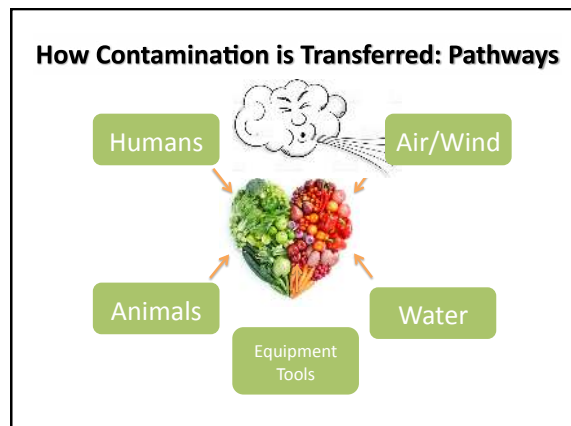 How Contamination is Transferred: Pathways
Humans
Air/Wind
Animals
Water
Equipment
Tools